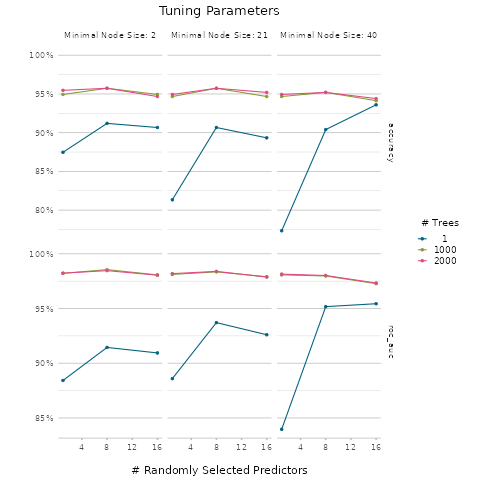 Tuning Parameters
Minimal Node Size: 2
Minimal Node Size: 21
Minimal Node Size: 40
100%
95%
90%
85%
80%
accuracy
100%
95%
90%
85%
roc_auc
4 8 12 16
4 8 12 16
4 8 12 16
# Randomly Selected Predictors
# Trees
1
1000
2000